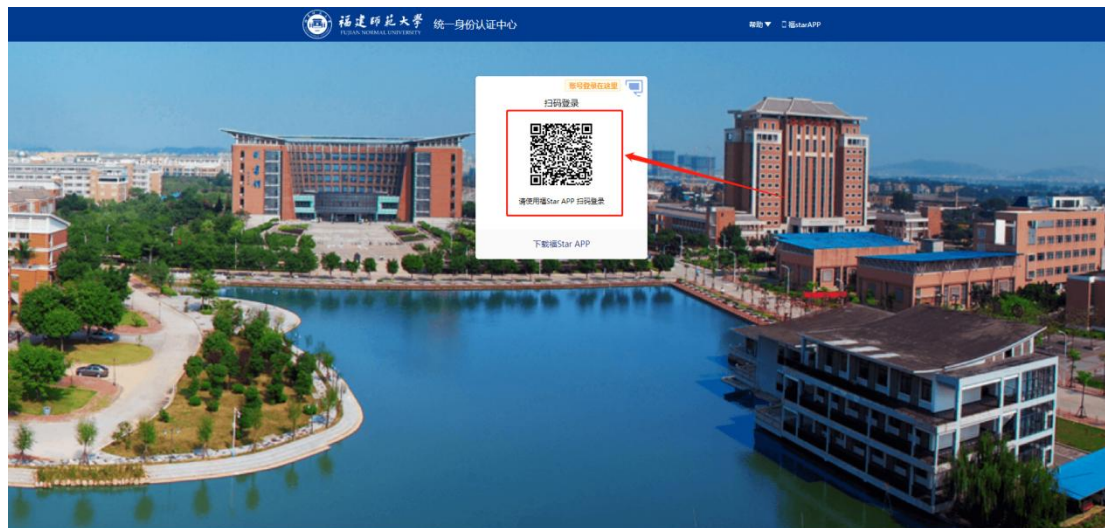 福建师范大学 统一身份认证中心 帮助▼ 福starAPP
FUJIAN NORMAL UNIVERSITY
账号登录在这里
扫码登录
请使用福Star APP 扫码登录
下载福Star APP